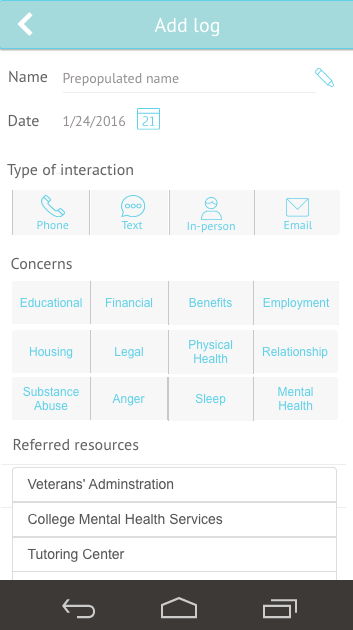 Add log
Name Prepopulated name
Date 1/24/2016 21
Type of interaction
Phone Text In-person Email
Concerns
Educational Financial Benefits Employment
Housing Legal Physical Health Relationship
Substance Abuse Anger Sleep Mental Health
Referred resources
Veterans' Adminstration
College Mental Health Services
Tutoring Center